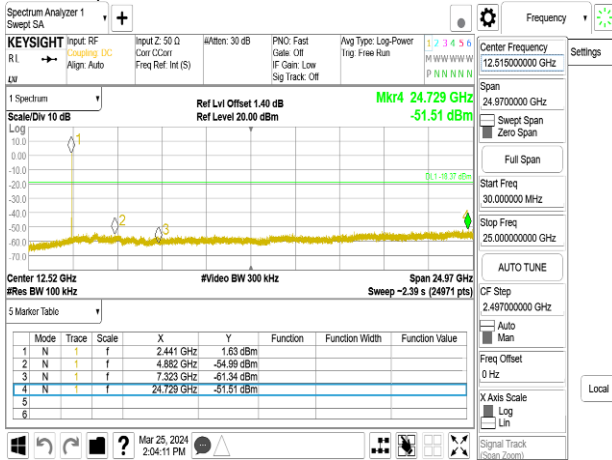 Spectrum Analyzer 1
Swept SA
+
Frequency
KEYSIGHT
RL
Input: RF
Coupling: DC
Align: Auto
Input Z: 50 Ω
Corr CCorr
Freq Ref: Int (S)
#Atten: 30 dB
PNO: Fast
Gate: Off
IF Gain: Low
Sig Track: Off
Avg Type: Log-Power
Trig: Free Run
1 2 3 4 5 6
M W W W W W
P N N N N N
1 Spectrum
Scale/Div 10 dB
Ref Lvl Offset 1.40 dB
Ref Level 20.00 dBm
Mkr4 24.729 GHz
-51.51 dBm
Log
10.0
0.00
-10.0
-20.0
-30.0
-40.0
-50.0
-60.0
-70.0
1
2
3
DL1 -18.37 dBm
Center 12.52 GHz
#Res BW 100 kHz
#Video BW 300 kHz
Span 24.97 GHz
Sweep ~2.39 s (24971 pts)
5 Marker Table
Mode Trace Scale X Y Function Function Width Function Value
1 N 1 f 2.441 GHz 1.63 dBm
2 N 1 f 4.882 GHz -54.99 dBm
3 N 1 f 7.323 GHz -61.34 dBm
4 N 1 f 24.729 GHz -51.51 dBm
5
6
Mar 25, 2024
2:04:11 PM
?
Center Frequency
12.515000000 GHz
Settings
Span
24.9700000 GHz
Swept Span
Zero Span
Full Span
Start Freq
30.000000 MHz
Stop Freq
25.000000000 GHz
AUTO TUNE
CF Step
2.497000000 GHz
Auto
Man
Freq Offset
0 Hz
X Axis Scale
Log
Lin
Local
Signal Track
(Span Zoom)